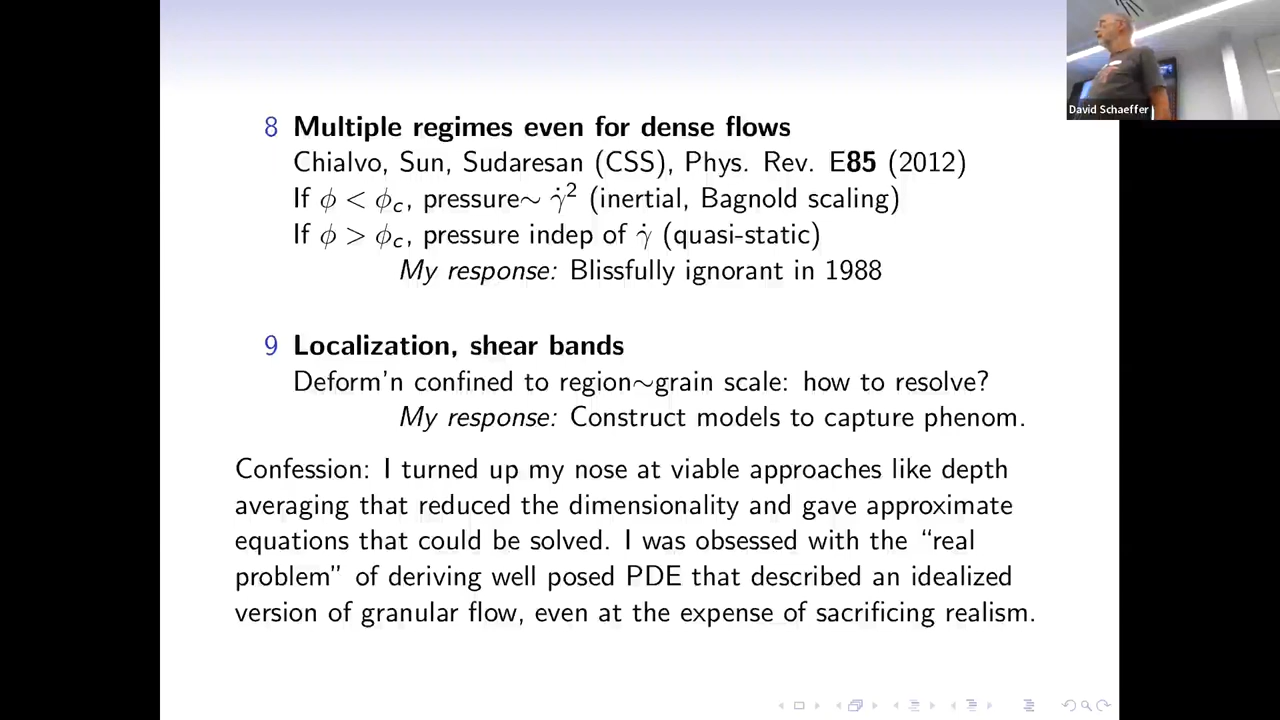 8 Multiple regimes even for dense flows
Chialvo, Sun, Sudaresan (CSS), Phys. Rev. E85 (2012)
If ϕ < ϕ_c, pressure∼ γ̇² (inertial, Bagnold scaling)
If ϕ > ϕ_c, pressure indep of γ̇ (quasi-static)
My response: Blissfully ignorant in 1988
9 Localization, shear bands
Deform'n confined to region∼grain scale: how to resolve?
My response: Construct models to capture phenom.
Confession: I turned up my nose at viable approaches like depth
averaging that reduced the dimensionality and gave approximate
equations that could be solved. I was obsessed with the “real
problem” of deriving well posed PDE that described an idealized
version of granular flow, even at the expense of sacrificing realism.
David Schaeffer